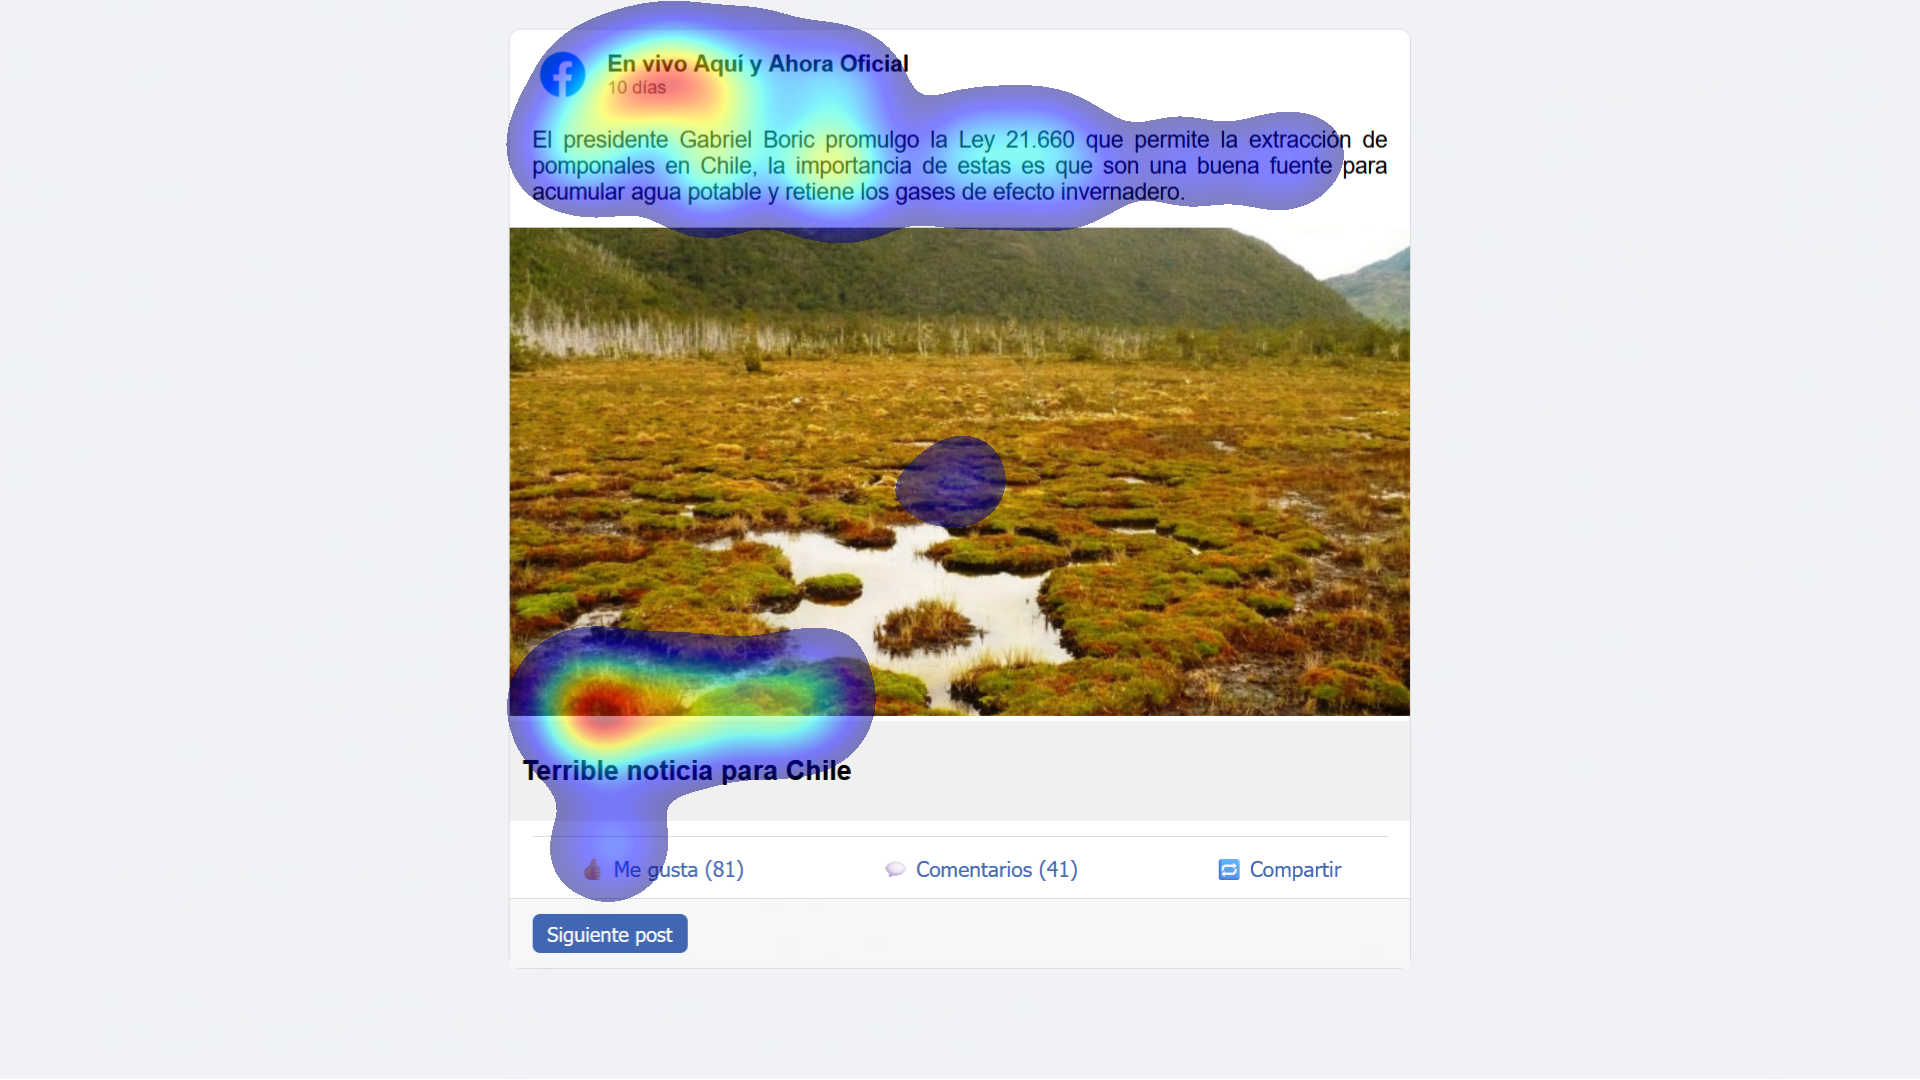 En vivo Aquí y Ahora Oficial
10 días
El presidente Gabriel Boric promulgo la Ley 21.660 que permite la extracción de
pomponales en Chile, la importancia de estas es que son una buena fuente para
acumular agua potable y retiene los gases de efecto invernadero.
Terrible noticia para Chile
Me gusta (81) Comentarios (41) Compartir
Siguiente post